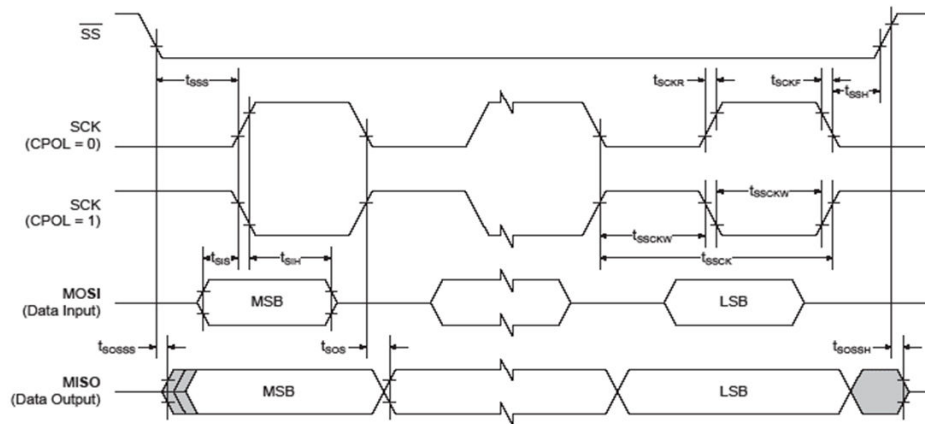 SS
tSSS
tSCKR
tSCKF
tSSH
SCK
(CPOL = 0)
SCK
(CPOL = 1)
tSSCKW
tSSCKW
tSSCK
tSIS
tSIH
MOSI
(Data Input)
MSB
LSB
tSOSSS
tSOS
tSOSSH
MISO
(Data Output)
MSB
LSB